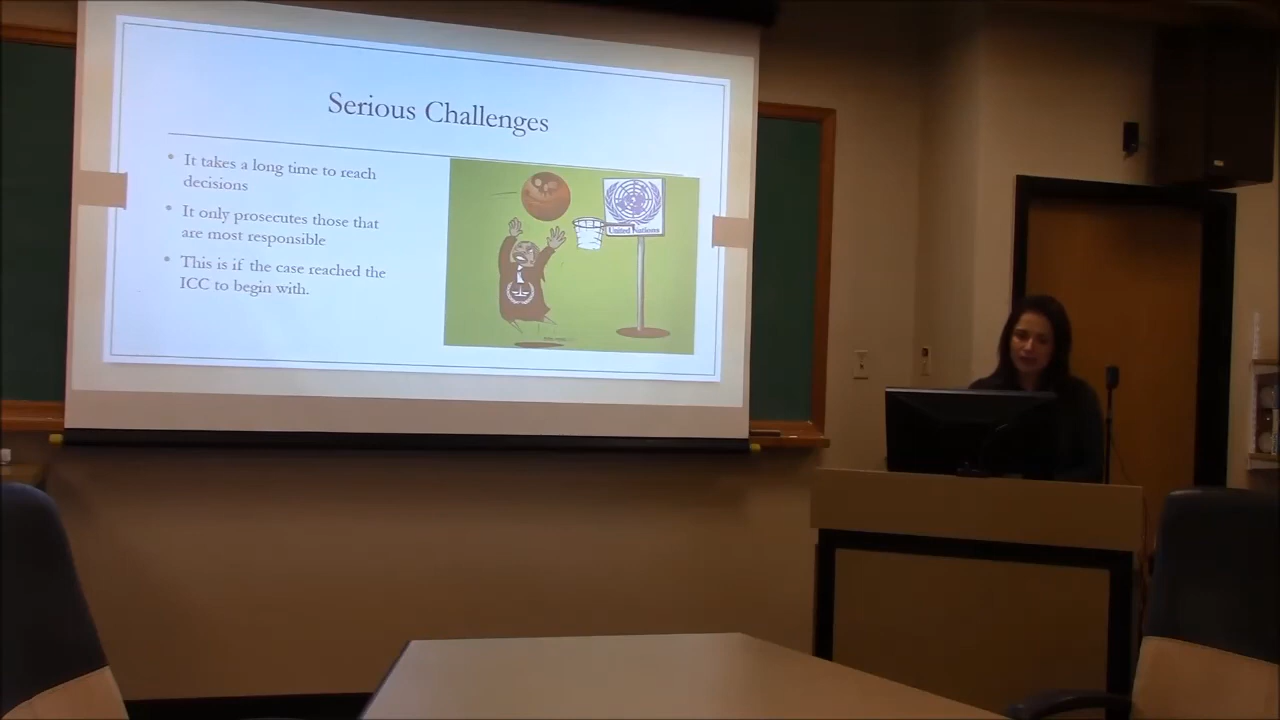 Serious Challenges
• It takes a long time to reach
decisions
• It only prosecutes those that
are most responsible
• This is if the case reached the
ICC to begin with.
United Nations